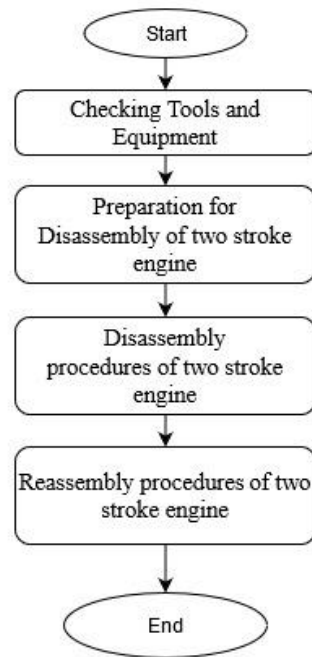 Start
Checking Tools and
Equipment
Preparation for
Disassembly of two stroke
engine
Disassembly
procedures of two stroke
engine
Reassembly procedures of two
stroke engine
End